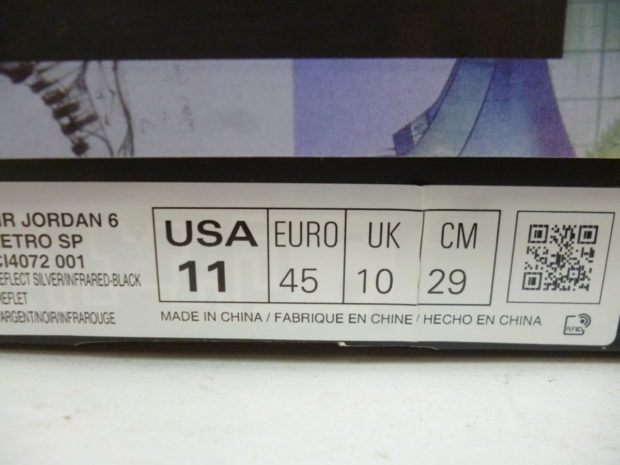 IR JORDAN 6
ETRO SP
CI4072 001
EFLECT SILVER/INFRARED-BLACK
REFLET
ARGENT/NOIR/INFRAROUGE
USA EURO UK CM
11 45 10 29
MADE IN CHINA / FABRIQUE EN CHINE / HECHO EN CHINA
RFID